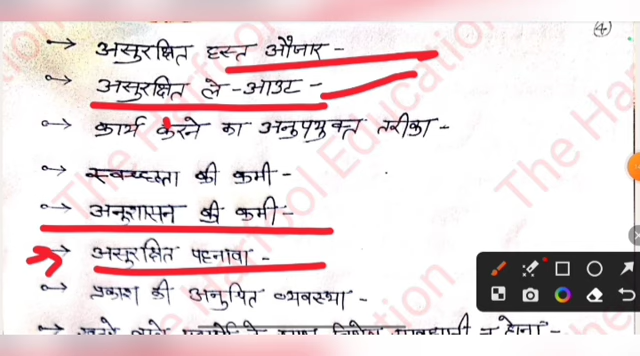 (4)
→ असुरक्षित हस्त औजार -
→ असुरक्षित ले-आउट -
→ कार्य करने का अनुपयुक्त तरीका -
→ स्वच्छता की कमी -
→ अनुशासन की कमी -
→ असुरक्षित पहनावा -
→ प्रकाश की अनुचित व्यवस्था -